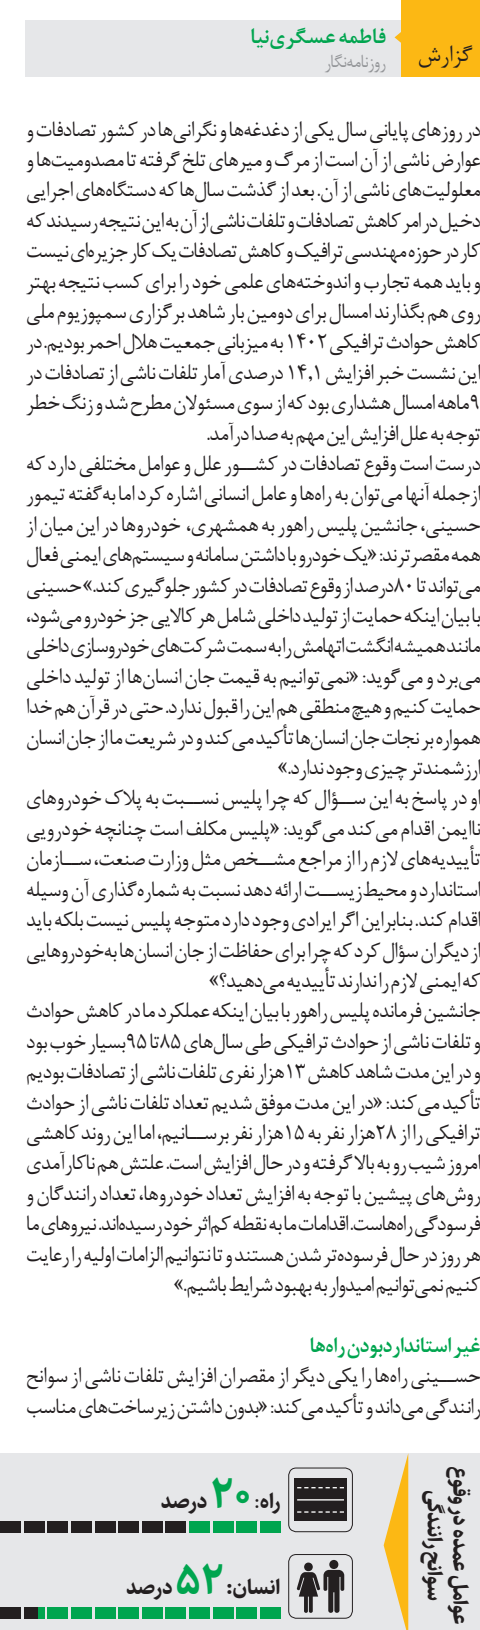 گزارش
فاطمه عسگری‌نیا
روزنامه‌نگار
در روزهای پایانی سال یکی از دغدغه‌ها و نگرانی‌ها در کشور تصادفات و
عوارض ناشی از آن است از مرگ و میرهای تلخ گرفته تا مصدومیت‌ها و
معلولیت‌های ناشی از آن. بعد از گذشت سال‌ها که دستگاه‌های اجرایی
دخیل در امر کاهش تصادفات و تلفات ناشی از آن به این نتیجه رسیدند که
کار در حوزه مهندسی ترافیک و کاهش تصادفات یک کار جزیره‌ای نیست
و باید همه تجارب و اندوخته‌های علمی خود را برای کسب نتیجه بهتر
روی هم بگذارند امسال برای دومین بار شاهد برگزاری سمپوزیوم ملی
کاهش حوادث ترافیکی ۱۴۰۲ به میزبانی جمعیت هلال احمر بودیم. در
این نشست خبر افزایش ۱۴٫۱ درصدی آمار تلفات ناشی از تصادفات در
۹ماهه امسال هشداری بود که از سوی مسئولان مطرح شد و زنگ خطر
توجه به علل افزایش این مهم به صدا درآمد.
درست است وقوع تصادفات در کشور علل و عوامل مختلفی دارد که
ازجمله آنها می‌توان به راه‌ها و عامل انسانی اشاره کرد اما به گفته تیمور
حسینی، جانشین پلیس راهور به همشهری، خودروها در این میان از
همه مقصرترند: «یک خودرو با داشتن سامانه و سیستم‌های ایمنی فعال
می‌تواند تا ۸۰درصد از وقوع تصادفات در کشور جلوگیری کند.» حسینی
با بیان اینکه حمایت از تولید داخلی شامل هر کالایی جز خودرو می‌شود،
مانند همیشه انگشت اتهامش را به سمت شرکت‌های خودروسازی داخلی
می‌برد و می‌گوید: «نمی‌توانیم به قیمت جان انسان‌ها از تولید داخلی
حمایت کنیم و هیچ منطقی هم این را قبول ندارد. حتی در قرآن هم خدا
همواره بر نجات جان انسان‌ها تأکید می‌کند و در شریعت ما از جان انسان
ارزشمندتر چیزی وجود ندارد.»
او در پاسخ به این سؤال که چرا پلیس نسبت به پلاک خودروهای
ناایمن اقدام می‌کند می‌گوید: «پلیس مکلف است چنانچه خودرویی
تأییدیه‌های لازم را از مراجع مشخص مثل وزارت صنعت، سازمان
استاندارد و محیط‌زیست ارائه دهد نسبت به شماره‌گذاری آن وسیله
اقدام کند. بنابراین اگر ایرادی وجود دارد متوجه پلیس نیست بلکه باید
از دیگران سؤال کرد که چرا برای حفاظت از جان انسان‌ها به خودروهایی
که ایمنی لازم را ندارند تأییدیه می‌دهید؟»
جانشین فرمانده پلیس راهور با بیان اینکه عملکرد ما در کاهش حوادث
و تلفات ناشی از حوادث ترافیکی طی سال‌های ۸۵تا ۹۵بسیار خوب بود
و در این مدت شاهد کاهش ۱۳هزار نفری تلفات ناشی از تصادفات بودیم
تأکید می‌کند: «در این مدت موفق شدیم تعداد تلفات ناشی از حوادث
ترافیکی را از ۲۸هزار نفر به ۱۵هزار نفر برسانیم، اما این روند کاهشی
امروز شیب رو به بالا گرفته و در حال افزایش است. علتش هم ناکارآمدی
روش‌های پیشین با توجه به افزایش تعداد خودروها، تعداد رانندگان و
فرسودگی راه‌هاست. اقدامات ما به نقطه کم‌اثر خود رسیده‌اند. نیروهای ما
هر روز در حال فرسوده‌تر شدن هستند و تا نتوانیم الزامات اولیه را رعایت
کنیم نمی‌توانیم امیدوار به بهبود شرایط باشیم.»
غیر استاندارد بودن راه‌ها
حسینی راه‌ها را یکی دیگر از مقصران افزایش تلفات ناشی از سوانح
رانندگی می‌داند و تأکید می‌کند: «بدون داشتن زیرساخت‌های مناسب
عوامل عمده در وقوع
سوانح رانندگی
راه: ۲۰ درصد
انسان: ۵۲ درصد